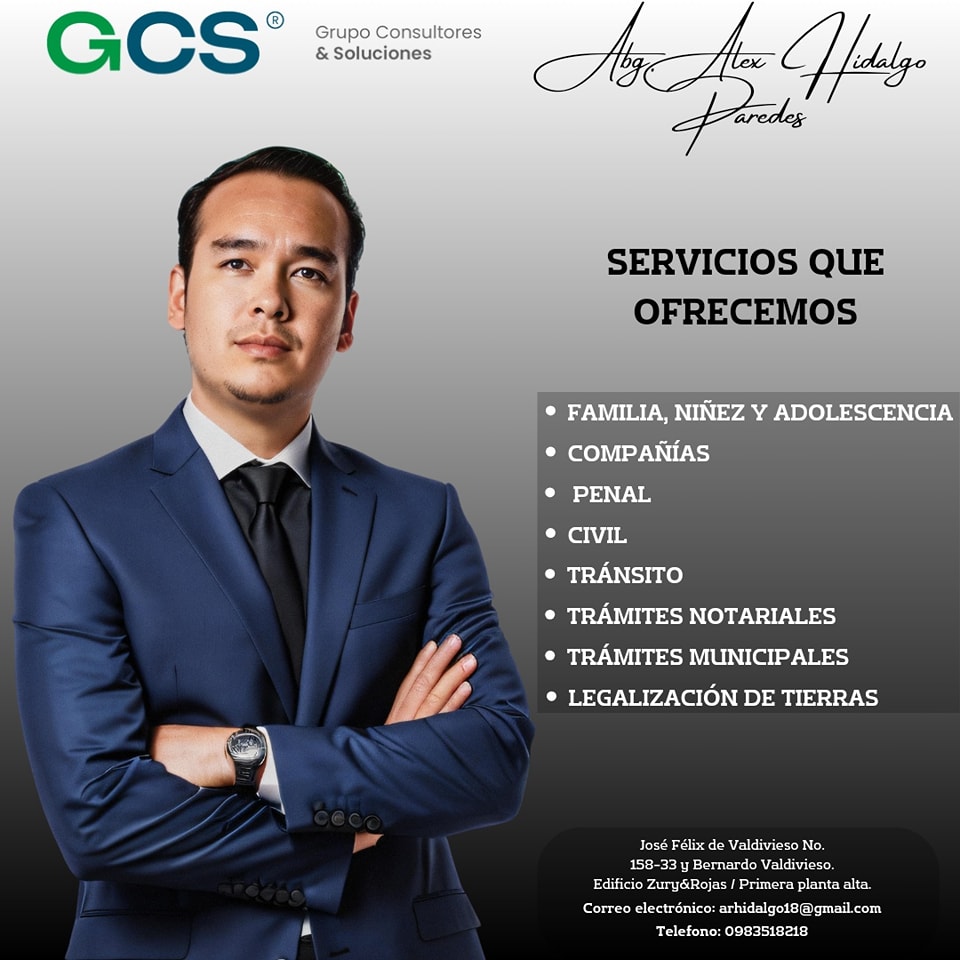 GCS®
Grupo Consultores
& Soluciones
Abg. Alex Hidalgo
Paredes
SERVICIOS QUE
OFRECEMOS
• FAMILIA, NIÑEZ Y ADOLESCENCIA
• COMPAÑÍAS
• PENAL
• CIVIL
• TRÁNSITO
• TRÁMITES NOTARIALES
• TRÁMITES MUNICIPALES
• LEGALIZACIÓN DE TIERRAS
José Félix de Valdivieso No.
158-33 y Bernardo Valdivieso.
Edificio Zury&Rojas / Primera planta alta.
Correo electrónico: arhidalgo18@gmail.com
Telefono: 0983518218